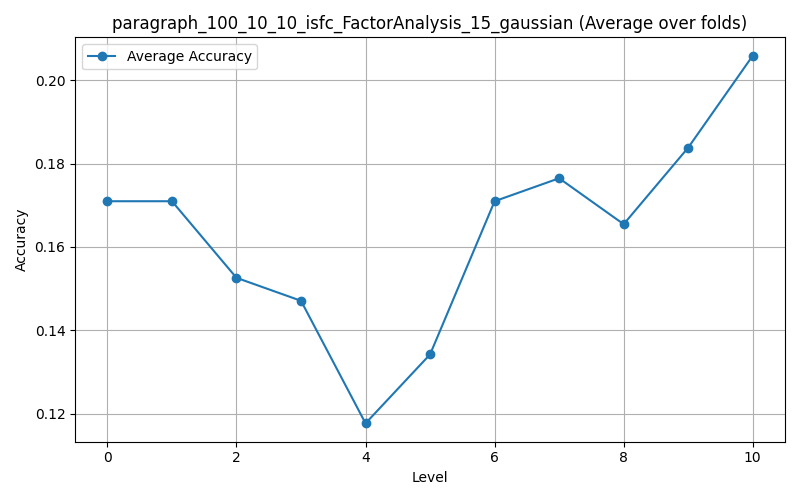 paragraph_100_10_10_isfc_FactorAnalysis_15_gaussian (Average over folds)
Average Accuracy
0.20
0.18
0.16
0.14
0.12
Accuracy
0 2 4 6 8 10
Level